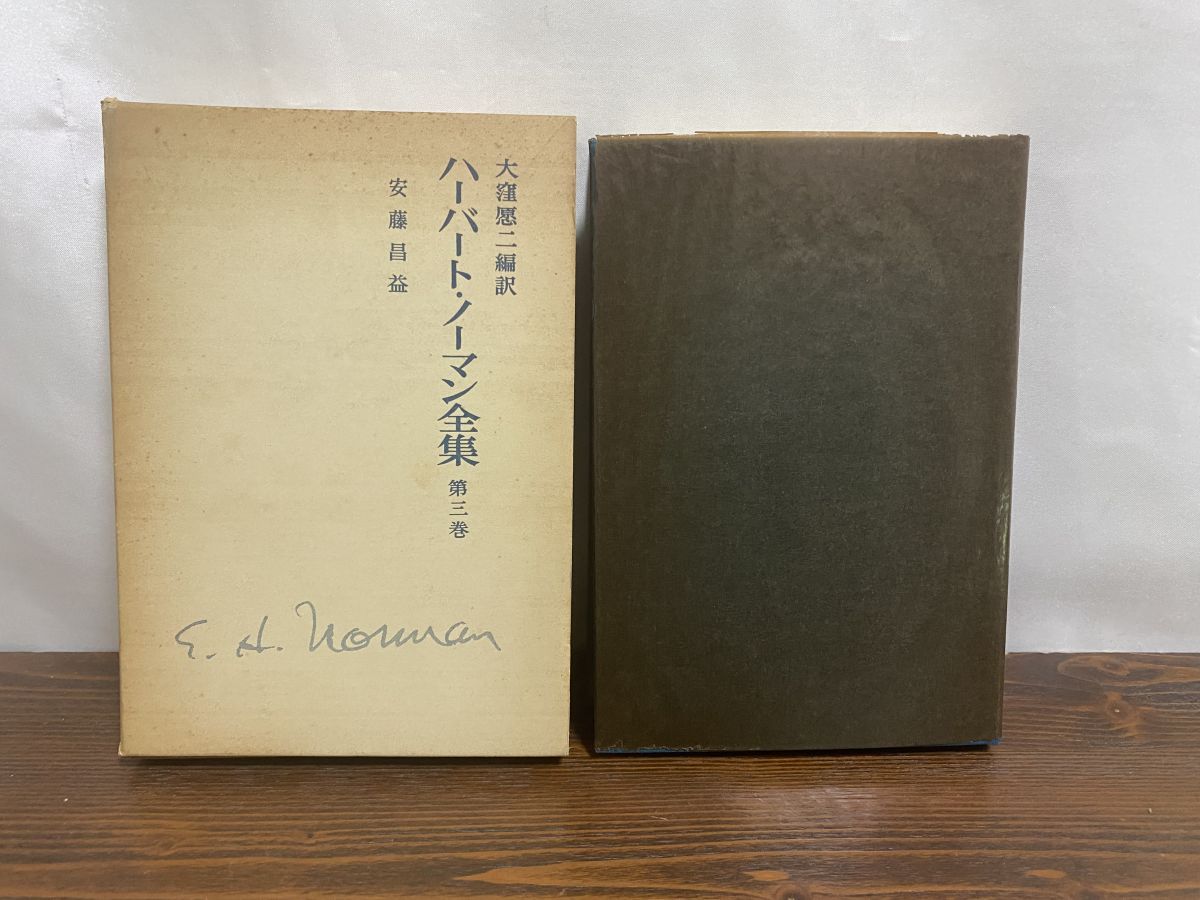 大窪愿二編訳
ハーバート・ノーマン全集 第三巻
安藤昌益
E. H. Norman